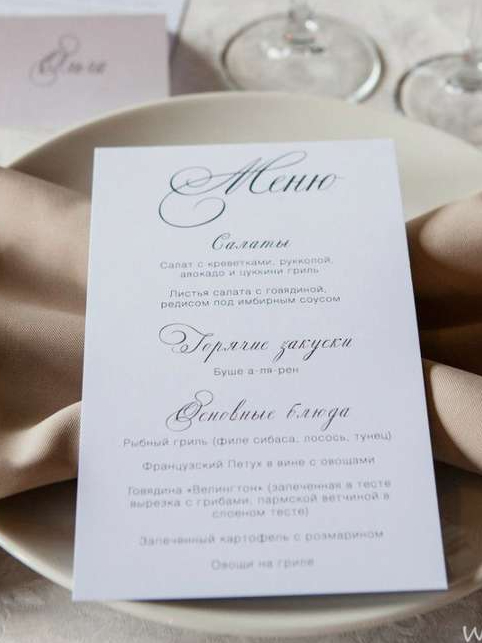 Ольга
Меню
Салаты
Салат с креветками, рукколой,
авокадо и цуккини гриль
Листья салата с говядиной,
редисом под имбирным соусом
Горячие закуски
Буше а-ля-рен
Основные блюда
Рыбный гриль (филе сибаса, лосось, тунец)
Французский Петух в вине с овощами
Говядина «Велингтон» (запеченная в тесте
вырезка с грибами, пармской ветчиной в
слоеном тесте)
Запеченный картофель с розмарином
Овощи на гриле
W